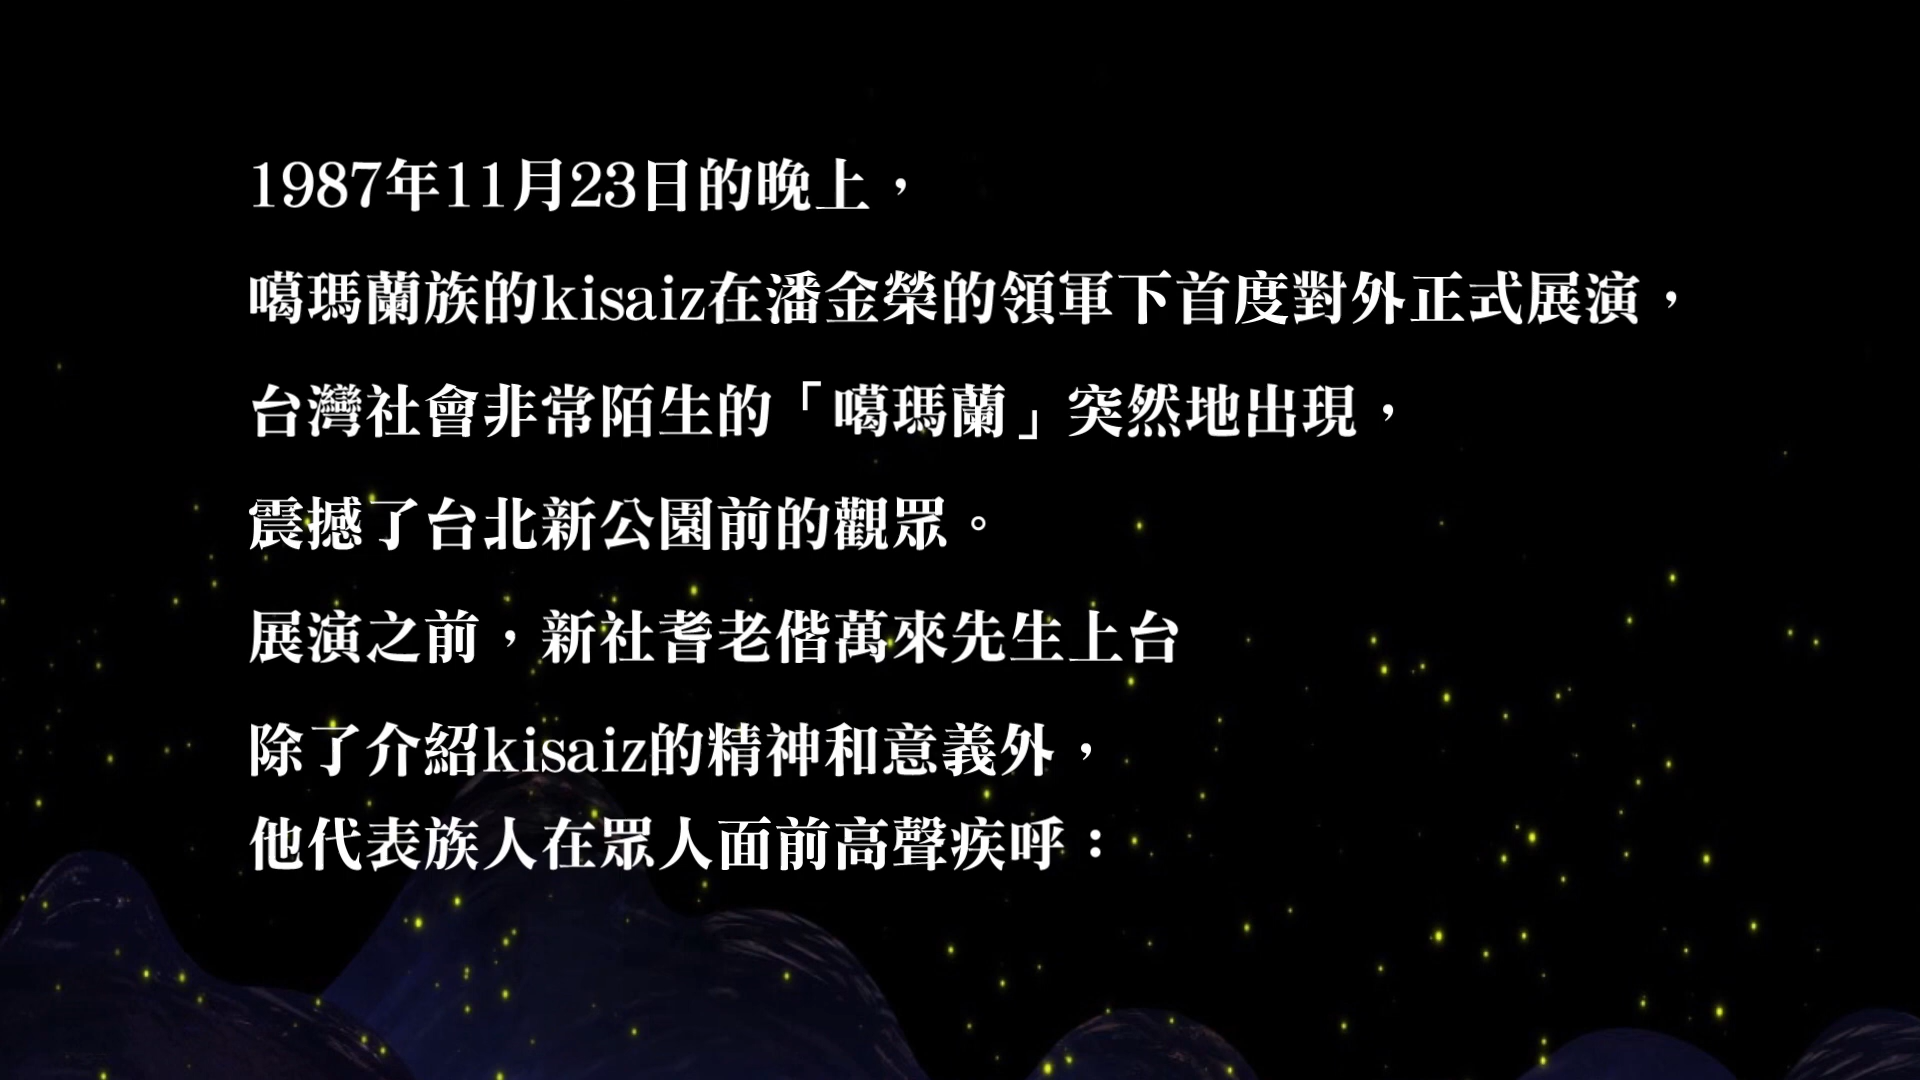 1987年11月23日的晚上，
噶瑪蘭族的kisaiz在潘金榮的領軍下首度對外正式展演，
台灣社會非常陌生的「噶瑪蘭」突然地出現，
震撼了台北新公園前的觀眾。
展演之前，新社耆老偕萬來先生上台
除了介紹kisaiz的精神和意義外，
他代表族人在眾人面前高聲疾呼：